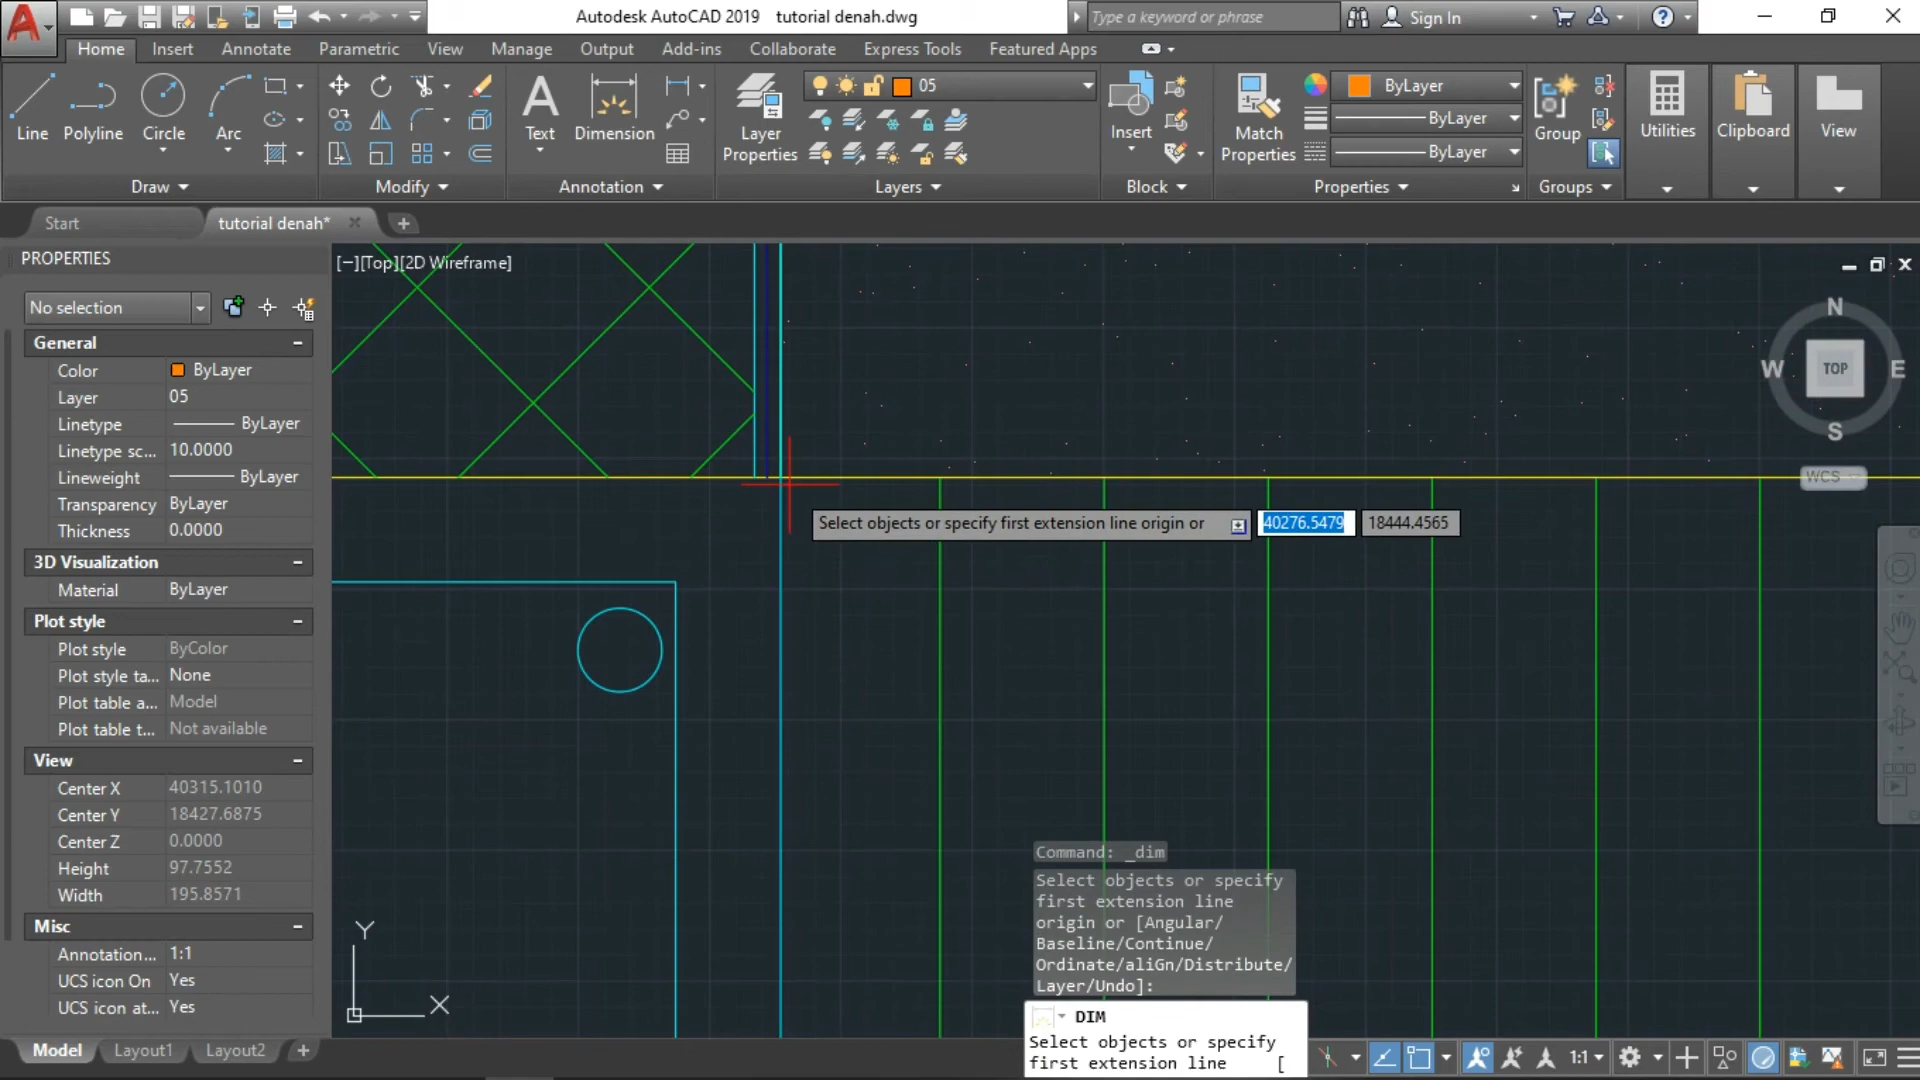 Autodesk AutoCAD 2019 tutorial denah.dwg
Type a keyword or phrase
Sign In
Home Insert Annotate Parametric View Manage Output Add-ins Collaborate Express Tools Featured Apps
Line Polyline Circle Arc
Text Dimension
Layer Properties
05
Insert
Match Properties
ByLayer
ByLayer
ByLayer
Group
Utilities Clipboard View
Draw Modify Annotation Layers Block Properties Groups
Start tutorial denah*
PROPERTIES
[−][Top][2D Wireframe]
No selection
General
Color ByLayer
Layer 05
Linetype ByLayer
Linetype sc... 10.0000
Lineweight ByLayer
Transparency ByLayer
Thickness 0.0000
3D Visualization
Material ByLayer
Plot style
Plot style ByColor
Plot style ta... None
Plot table a... Model
Plot table t... Not available
View
Center X 40315.1010
Center Y 18427.6875
Center Z 0.0000
Height 97.7552
Width 195.8571
Misc
Annotation... 1:1
UCS icon On Yes
UCS icon at... Yes
N
W TOP E
S
WCS
Select objects or specify first extension line origin or 40276.5479 18444.4565
Command: _dim
Select objects or specify
first extension line
origin or [Angular/
Baseline/Continue/
Ordinate/aliGn/Distribute/
Layer/Undo]:
DIM
Select objects or specify
first extension line [
Y
X
Model Layout1 Layout2
1:1